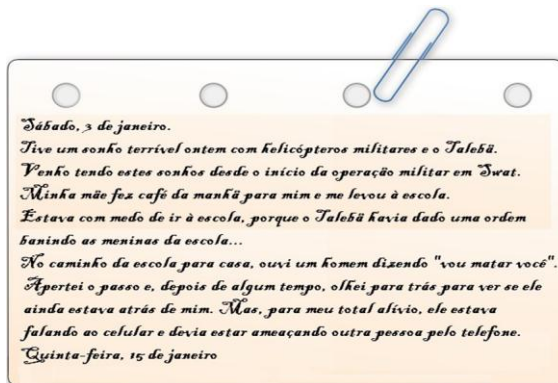 Sábado, 3 de janeiro.
Tive um sonho terrível ontem com helicópteros militares e o Talebã.
Venho tendo estes sonhos desde o início da operação militar em Swat.
Minha mãe fez café da manhã para mim e me levou à escola.
Estava com medo de ir à escola, porque o Talebã havia dado uma ordem
banindo as meninas da escola...
No caminho da escola para casa, ouvi um homem dizendo "vou matar você".
Apertei o passo e, depois de algum tempo, olhei para trás para ver se ele
ainda estava atrás de mim. Mas, para meu total alívio, ele estava
falando ao celular e devia estar ameaçando outra pessoa pelo telefone.
Quinta-feira, 15 de janeiro